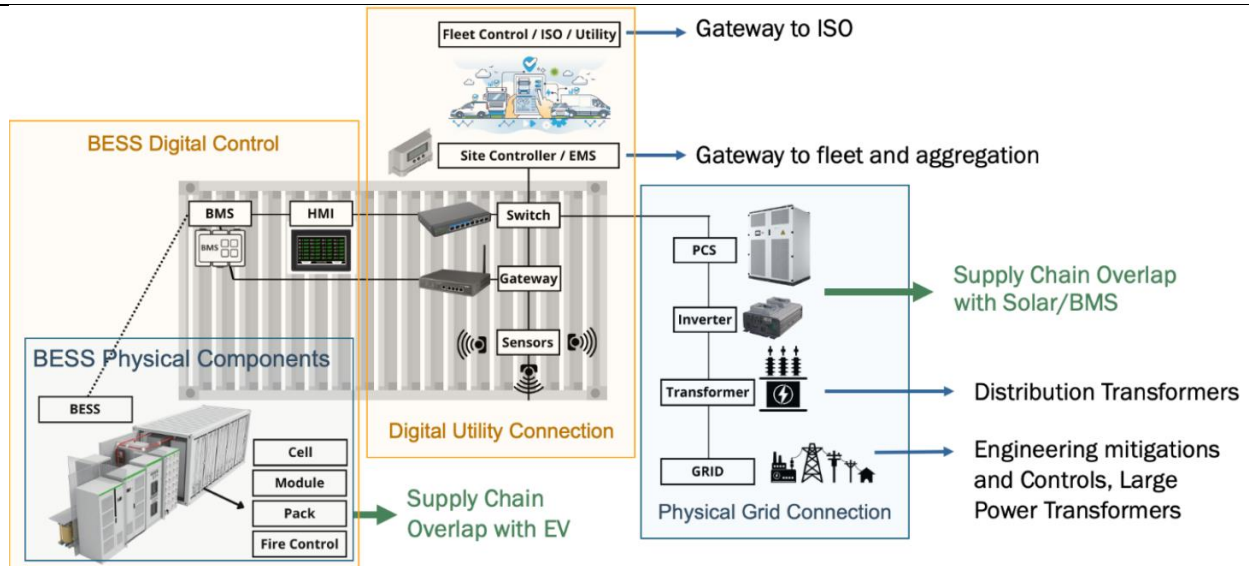 Fleet Control / ISO / Utility
Gateway to ISO
BESS Digital Control
Site Controller / EMS
Gateway to fleet and aggregation
BMS
HMI
Switch
BMS
PCS
Gateway
Supply Chain Overlap
with Solar/BMS
Inverter
Sensors
BESS Physical Components
BESS
Transformer
Distribution Transformers
Digital Utility Connection
Cell
Module
Pack
Fire Control
Supply Chain
Overlap with EV
GRID
Engineering mitigations
and Controls, Large
Power Transformers
Physical Grid Connection